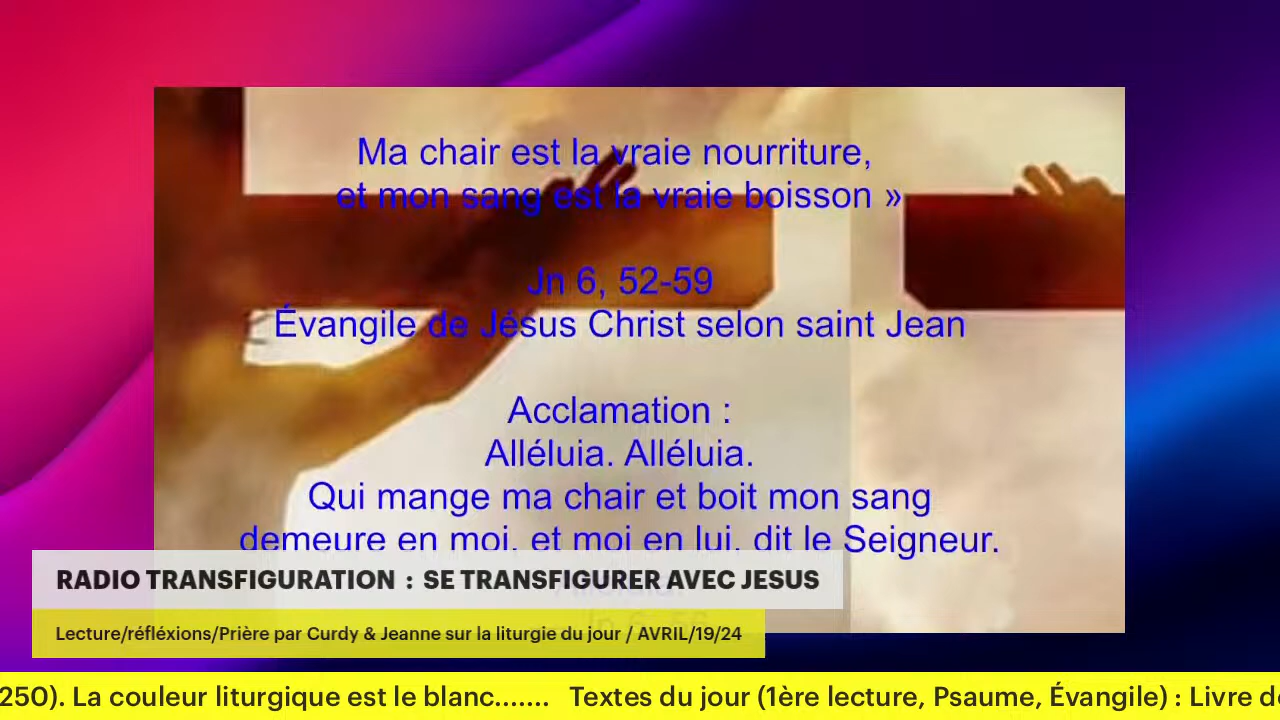 Ma chair est la vraie nourriture,
et mon sang est la vraie boisson »
Jn 6, 52-59
Évangile de Jésus Christ selon saint Jean
Acclamation :
Alléluia. Alléluia.
Qui mange ma chair et boit mon sang
demeure en moi, et moi en lui, dit le Seigneur.
Alléluia.
Jn 6, 56
RADIO TRANSFIGURATION : SE TRANSFIGURER AVEC JESUS
Lecture/réfléxions/Prière par Curdy & Jeanne sur la liturgie du jour / AVRIL/19/24
250). La couleur liturgique est le blanc....... Textes du jour (1ère lecture, Psaume, Évangile) : Livre d